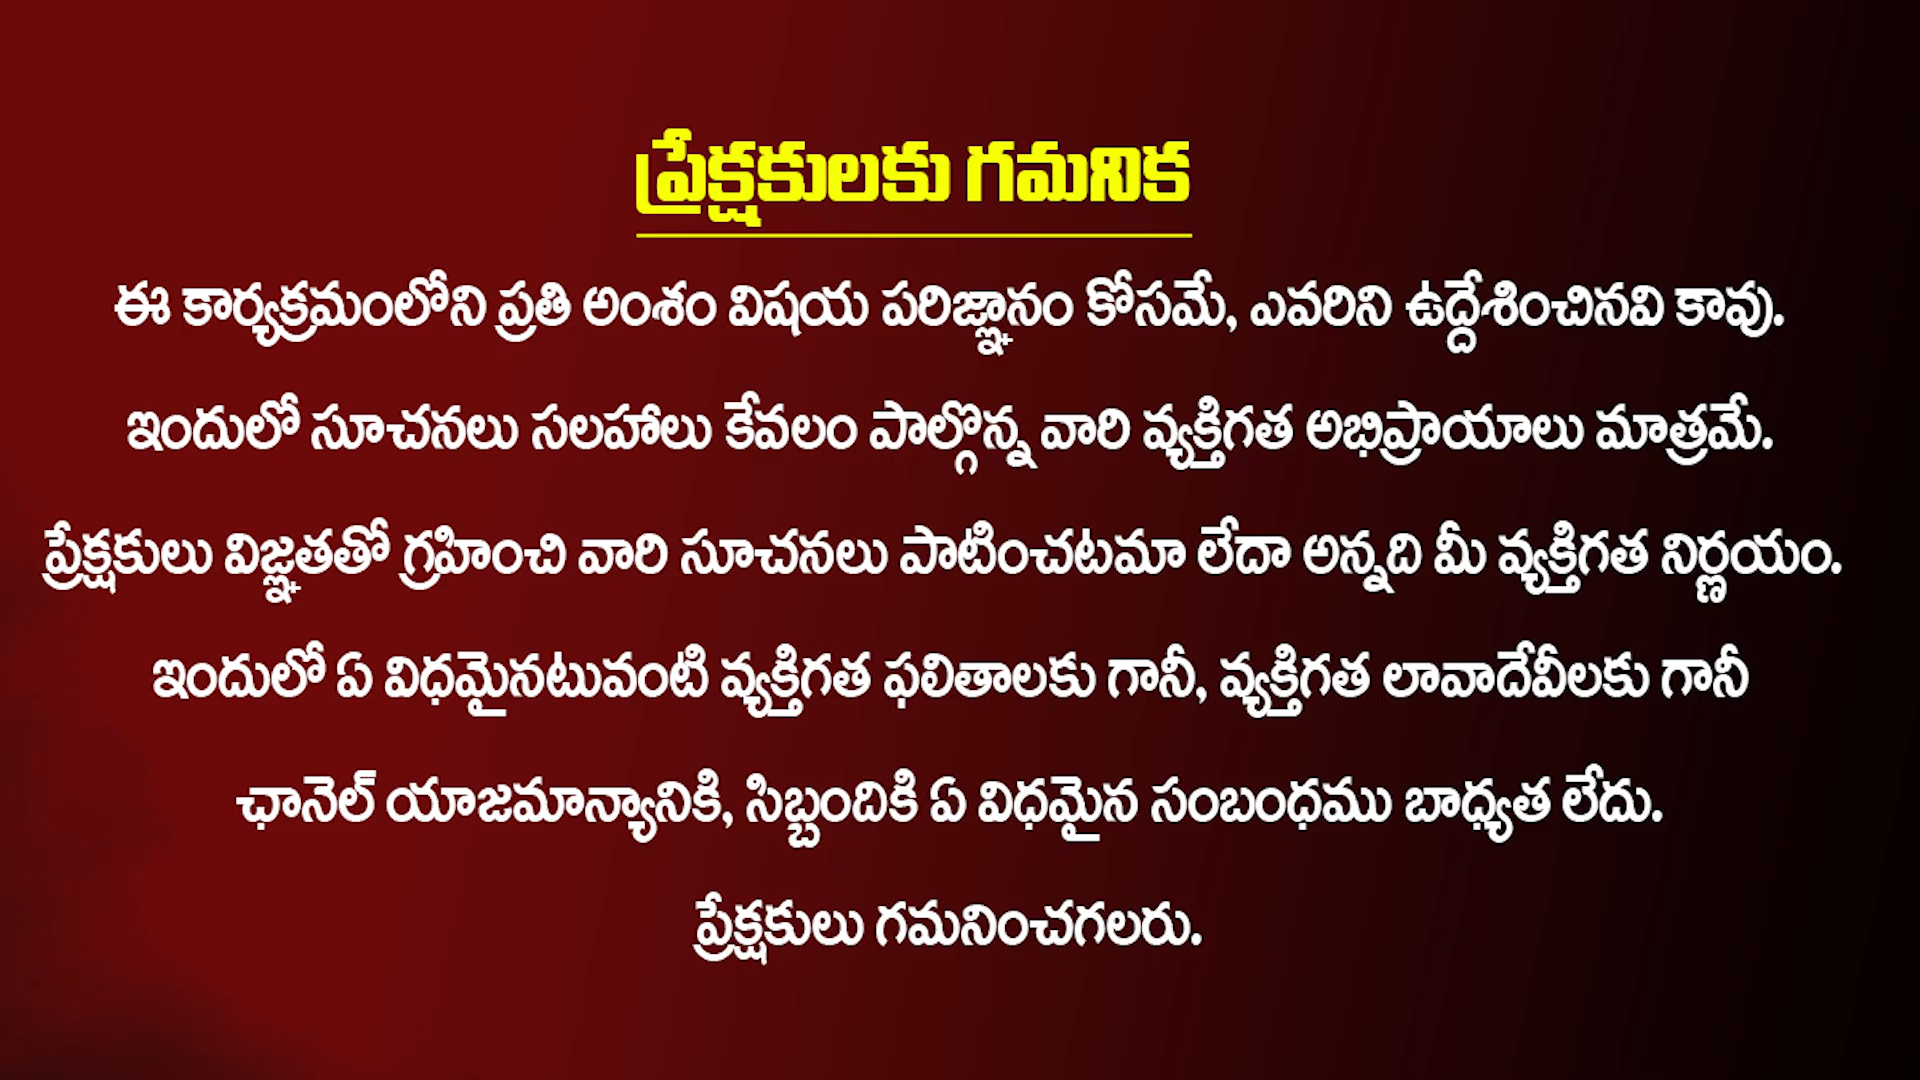 ప్రేక్షకులకు గమనిక
ఈ కార్యక్రమంలోని ప్రతి అంశం విషయ పరిజ్ఞానం కోసమే, ఎవరిని ఉద్దేశించినవి కావు.
ఇందులో సూచనలు సలహాలు కేవలం పాల్గొన్న వారి వ్యక్తిగత అభిప్రాయాలు మాత్రమే.
ప్రేక్షకులు విజ్ఞతతో గ్రహించి వారి సూచనలు పాటించటమా లేదా అన్నది మీ వ్యక్తిగత నిర్ణయం.
ఇందులో ఏ విధమైనటువంటి వ్యక్తిగత ఫలితాలకు గానీ, వ్యక్తిగత లావాదేవీలకు గానీ
ఛానెల్ యాజమాన్యానికి, సిబ్బందికి ఏ విధమైన సంబంధము బాధ్యత లేదు.
ప్రేక్షకులు గమనించగలరు.